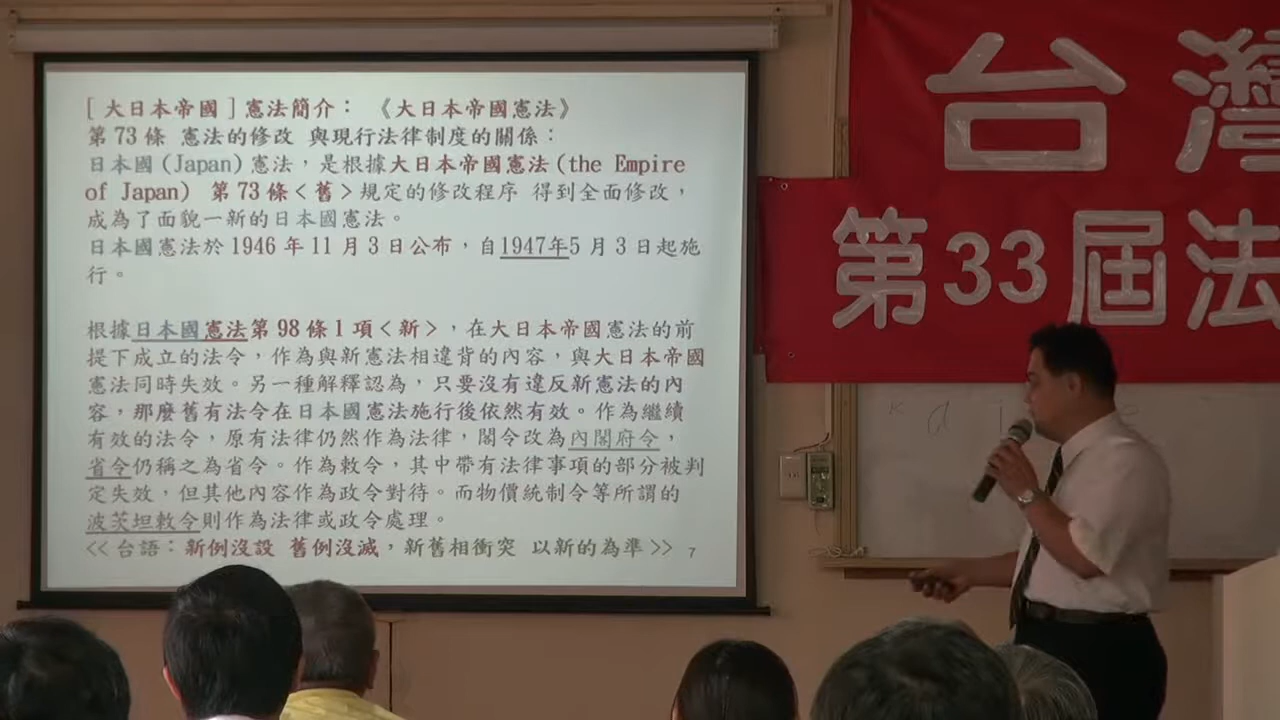 [ 大日本帝國 ] 憲法簡介： 《大日本帝國憲法》
第 73 條 憲法的修改 與現行法律制度的關係：
日本國 (Japan) 憲法，是根據大日本帝國憲法 (the Empire
of Japan) 第 73 條＜舊＞規定的修改程序 得到全面修改，
成為了面貌一新的日本國憲法。
日本國憲法於 1946 年 11 月 3 日公布，自1947年5 月 3 日起施
行。
根據日本國憲法第 98 條 1 項＜新＞，在大日本帝國憲法的前
提下成立的法令，作為與新憲法相違背的內容，與大日本帝國
憲法同時失效。另一種解釋認為，只要沒有違反新憲法的內
容，那麼舊有法令在日本國憲法施行後依然有效。作為繼續
有效的法令，原有法律仍然作為法律，閣令改為內閣府令，
省令仍稱之為省令。作為敕令，其中帶有法律事項的部分被判
定失效，但其他內容作為政令對待。而物價統制令等所謂的
波茨坦敕令則作為法律或政令處理。
<< 台語：新例沒設 舊例沒滅，新舊相衝突 以新的為準 >> 7
台灣
第33屆法